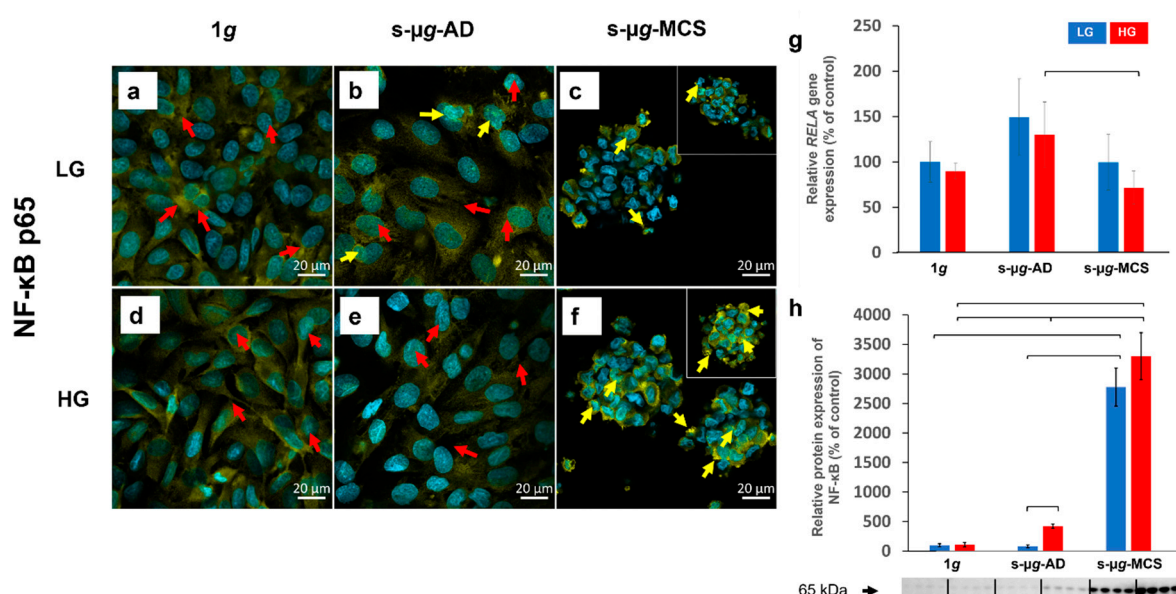 1g
s-µg-AD
s-µg-MCS
NF-κB p65
LG
a
20 µm
b
20 µm
c
20 µm
HG
d
20 µm
e
20 µm
f
20 µm
g
LG
HG
Relative RELA gene
expression (% of control)
250
200
150
100
50
0
1g
s-µg-AD
s-µg-MCS
h
Relative protein expression of
NF-κB (% of control)
4000
3500
3000
2500
2000
1500
1000
500
0
1g
s-µg-AD
s-µg-MCS
65 kDa